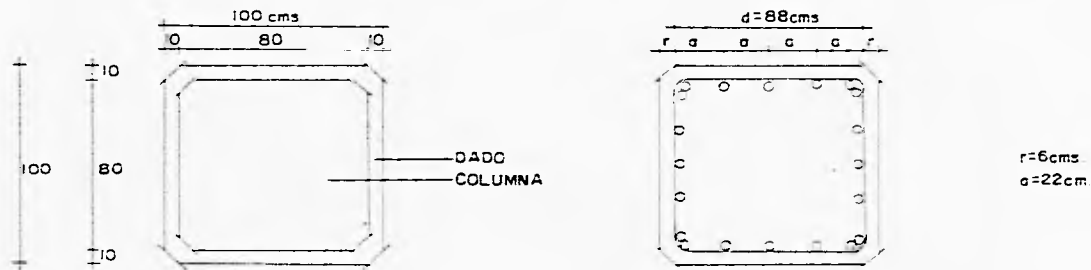 100 cms
10 80 10
10
100
80
10
DADO
COLUMNA
d=88cms
r a a a a r
r=6cms
a=22cm